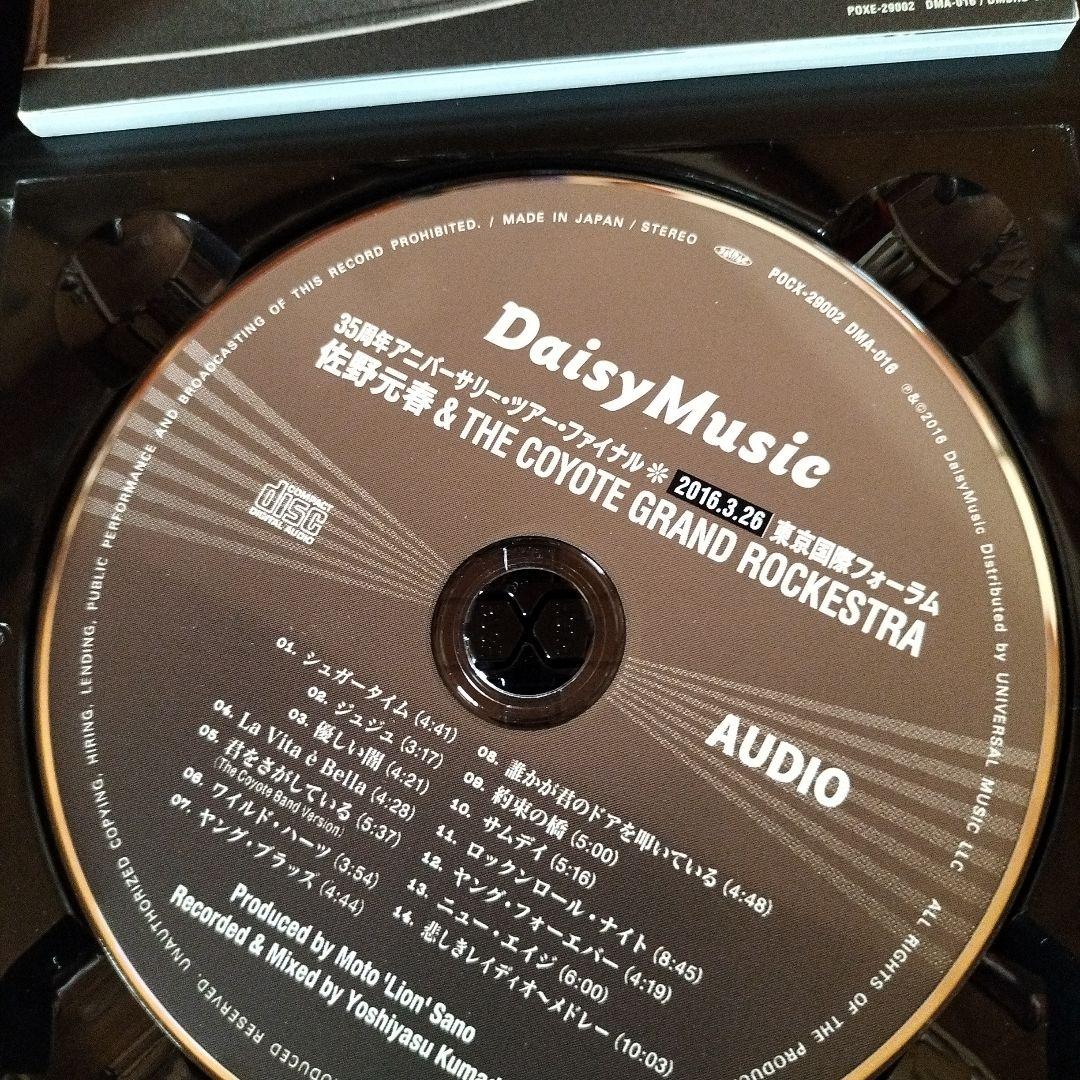 POXE-29002 DMA-016 /
UNAUTHORIZED COPYING, HIRING, LENDING, PUBLIC PERFORMANCE AND BROADCASTING OF THIS RECORD PROHIBITED. / MADE IN JAPAN / STEREO
POCX-29002 DMA-016 ℗&©2016 DaisyMusic Distributed by UNIVERSAL MUSIC LLC
ALL RIGHTS OF THE
RESERVED.
DaisyMusic
35周年アニバーサリー・ツアー・ファイナル ❊ 2016.3.26 東京国際フォーラム
佐野元春 & THE COYOTE GRAND ROCKESTRA
COMPACT
disc
DIGITAL AUDIO
AUDIO
01. シュガータイム (4:41)
02. ジュジュ (3:17)
03. 優しい闇 (4:21)
04. La Vita è Bella (4:28)
05. 君をさがしている (5:37)
(The Coyote Band Version)
06. ワイルド・ハーツ (3:54)
07. ヤング・ブラッズ (4:44)
08. 誰かが君のドアを叩いている (4:48)
09. 約束の橋 (5:00)
10. サムデイ (5:16)
11. ロックンロール・ナイト (8:45)
12. ヤング・フォーエバー (4:19)
13. ニュー・エイジ (6:00)
14. 悲しきレイディオ〜メドレー (10:03)
Produced by Moto 'Lion' Sano
Recorded & Mixed by Yoshiyasu